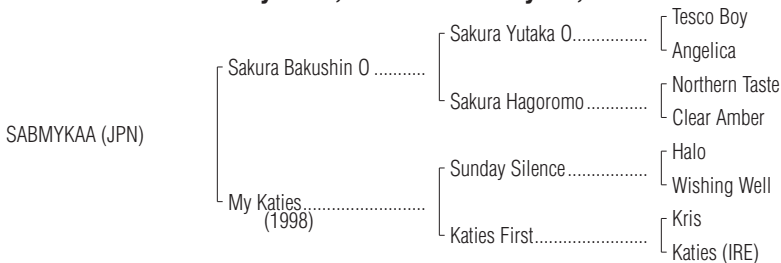 Tesco Boy
Sakura Yutaka O................
Angelica
Sakura Bakushin O ...........
Northern Taste
Sakura Hagoromo.............
Clear Amber
SABMYKAA (JPN)
Halo
Sunday Silence.................
Wishing Well
My Katies..........................
(1998)
Kris
Katies First........................
Katies (IRE)